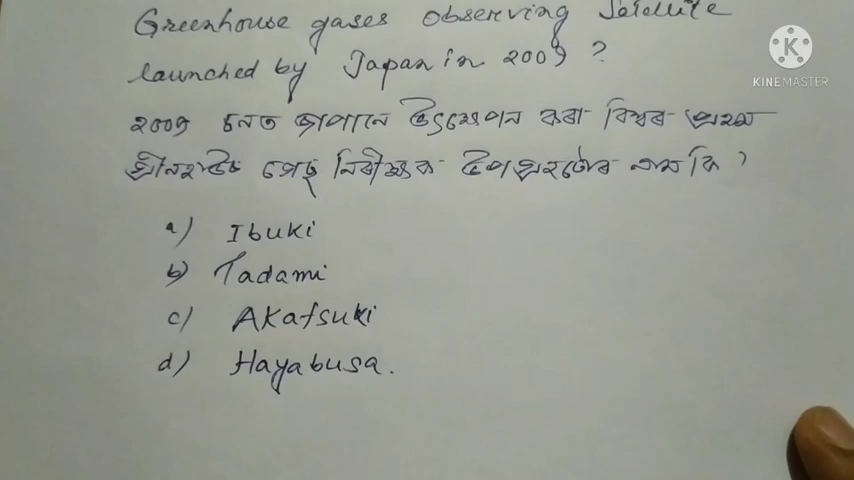 Greenhouse gases observing Satellite
launched by Japan in 2009 ?
২০০৯ চনত জাপানে উৎক্ষেপন কৰা বিশ্বৰ প্ৰথম
গ্ৰীনহাউচ গেছ নিৰীক্ষক উপগ্ৰহটোৰ নাম কি ?
a) Ibuki
b) Tadami
c) Akatsuki
d) Hayabusa.
K
KINEMASTER